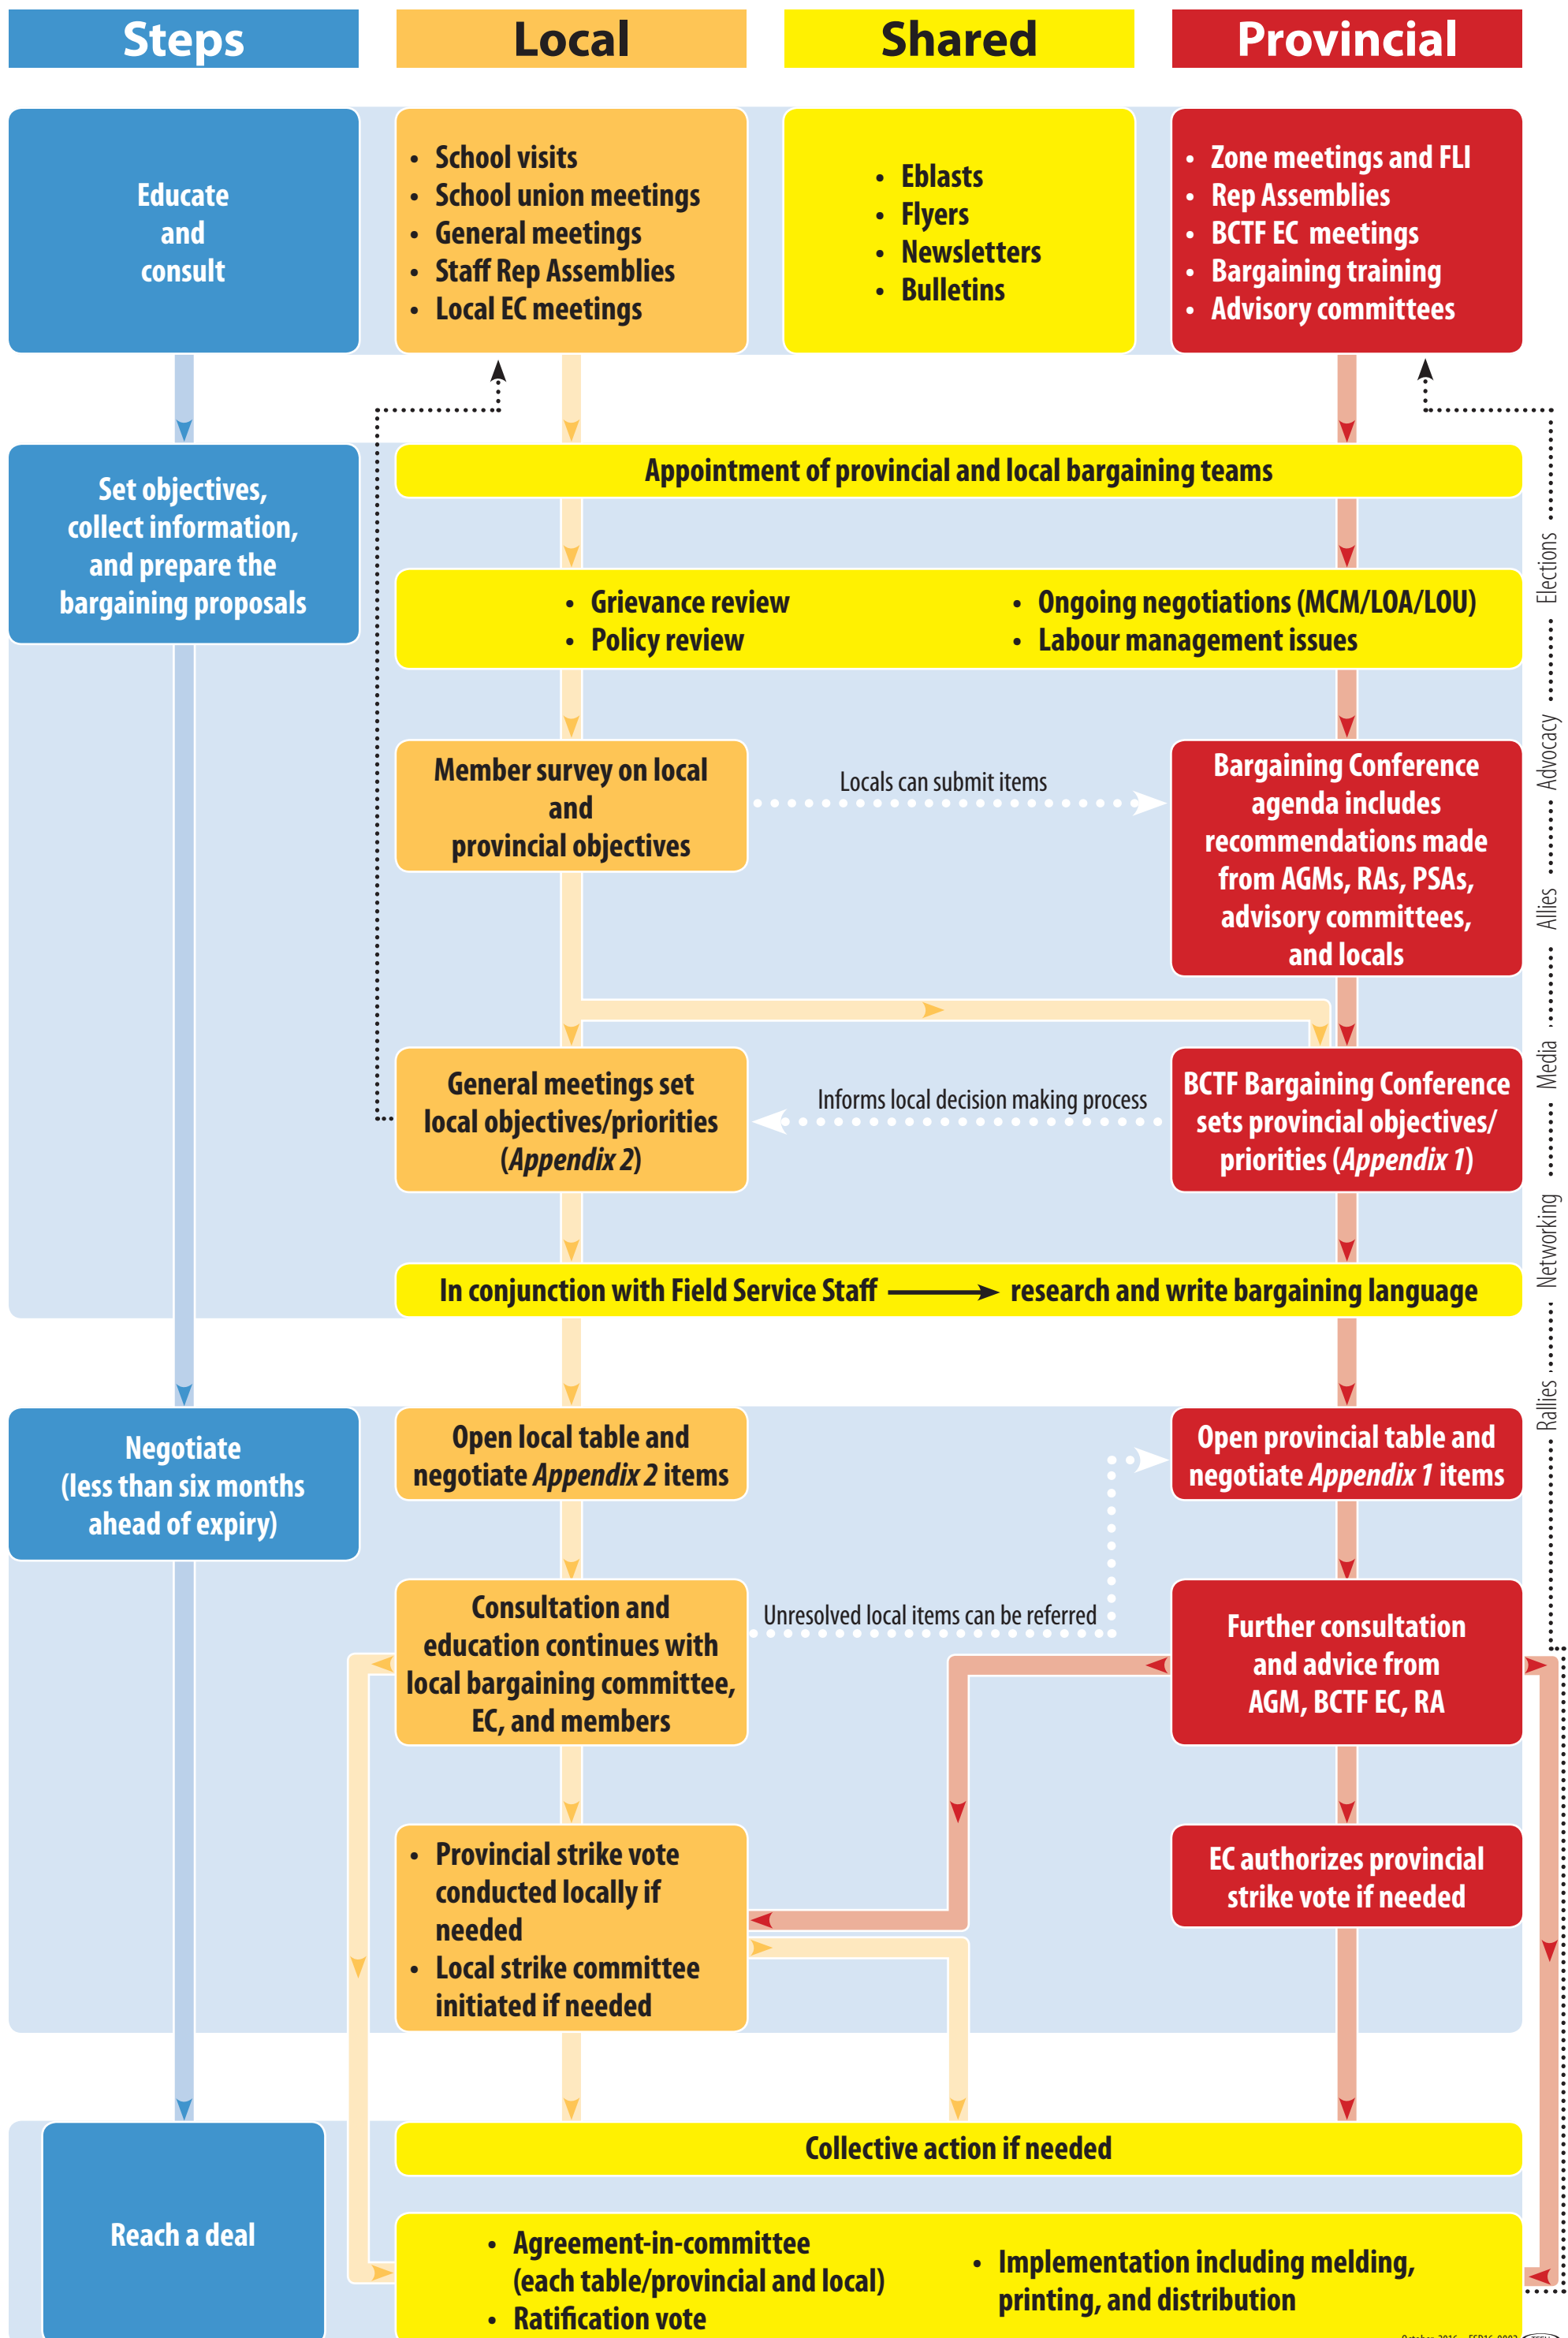 Steps
Local
Shared
Provincial
Educate
and
consult
• School visits
• School union meetings
• General meetings
• Staff Rep Assemblies
• Local EC meetings
• Eblasts
• Flyers
• Newsletters
• Bulletins
• Zone meetings and FLI
• Rep Assemblies
• BCTF EC meetings
• Bargaining training
• Advisory committees
Set objectives,
collect information,
and prepare the
bargaining proposals
Appointment of provincial and local bargaining teams
• Grievance review
• Policy review
• Ongoing negotiations (MCM/LOA/LOU)
• Labour management issues
Member survey on local
and
provincial objectives
Locals can submit items
Bargaining Conference
agenda includes
recommendations made
from AGMs, RAs, PSAs,
advisory committees,
and locals
General meetings set
local objectives/priorities
(Appendix 2)
Informs local decision making process
BCTF Bargaining Conference
sets provincial objectives/
priorities (Appendix 1)
In conjunction with Field Service Staff
research and write bargaining language
Negotiate
(less than six months
ahead of expiry)
Open local table and
negotiate Appendix 2 items
Open provincial table and
negotiate Appendix 1 items
Consultation and
education continues with
local bargaining committee,
EC, and members
Unresolved local items can be referred
Further consultation
and advice from
AGM, BCTF EC, RA
• Provincial strike vote
conducted locally if
needed
• Local strike committee
initiated if needed
EC authorizes provincial
strike vote if needed
Reach a deal
Collective action if needed
• Agreement-in-committee
(each table/provincial and local)
• Ratification vote
• Implementation including melding,
printing, and distribution
Rallies
Networking
Media
Allies
Advocacy
Elections